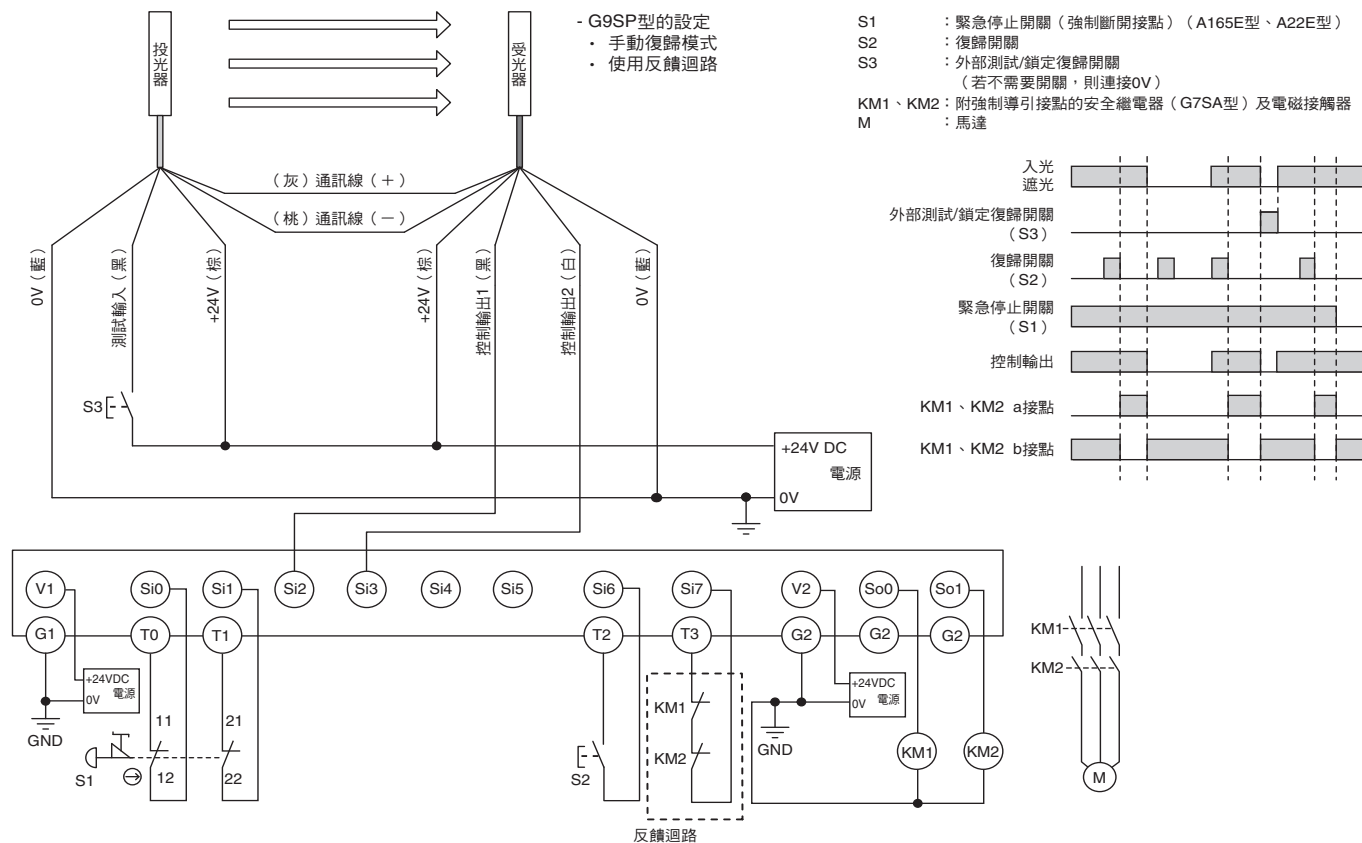 投光器
受光器
- G9SP型的設定
・ 手動復歸模式
・ 使用反饋迴路
S1 ：緊急停止開關（強制斷開接點）（A165E型、A22E型）
S2 ：復歸開關
S3 ：外部測試/鎖定復歸開關
（若不需要開關，則連接0V）
KM1、KM2：附強制導引接點的安全繼電器（G7SA型）及電磁接觸器
M ：馬達
（灰）通訊線（＋）
（桃）通訊線（－）
0V（藍）
測試輸入（黑）
+24V（棕）
+24V（棕）
控制輸出1（黑）
控制輸出2（白）
0V（藍）
入光
遮光
外部測試/鎖定復歸開關
（S3）
復歸開關
（S2）
緊急停止開關
（S1）
控制輸出
KM1、KM2 a接點
KM1、KM2 b接點
S3
+24V DC
電源
0V
V1 Si0 Si1 Si2 Si3 Si4 Si5 Si6 Si7 V2 So0 So1
G1 T0 T1 T2 T3 G2 G2 G2
+24VDC
電源
0V
GND
11 21
12 22
S1
S2
KM1
KM2
反饋迴路
+24VDC
電源
0V
GND
KM1 KM2
KM1
KM2
M